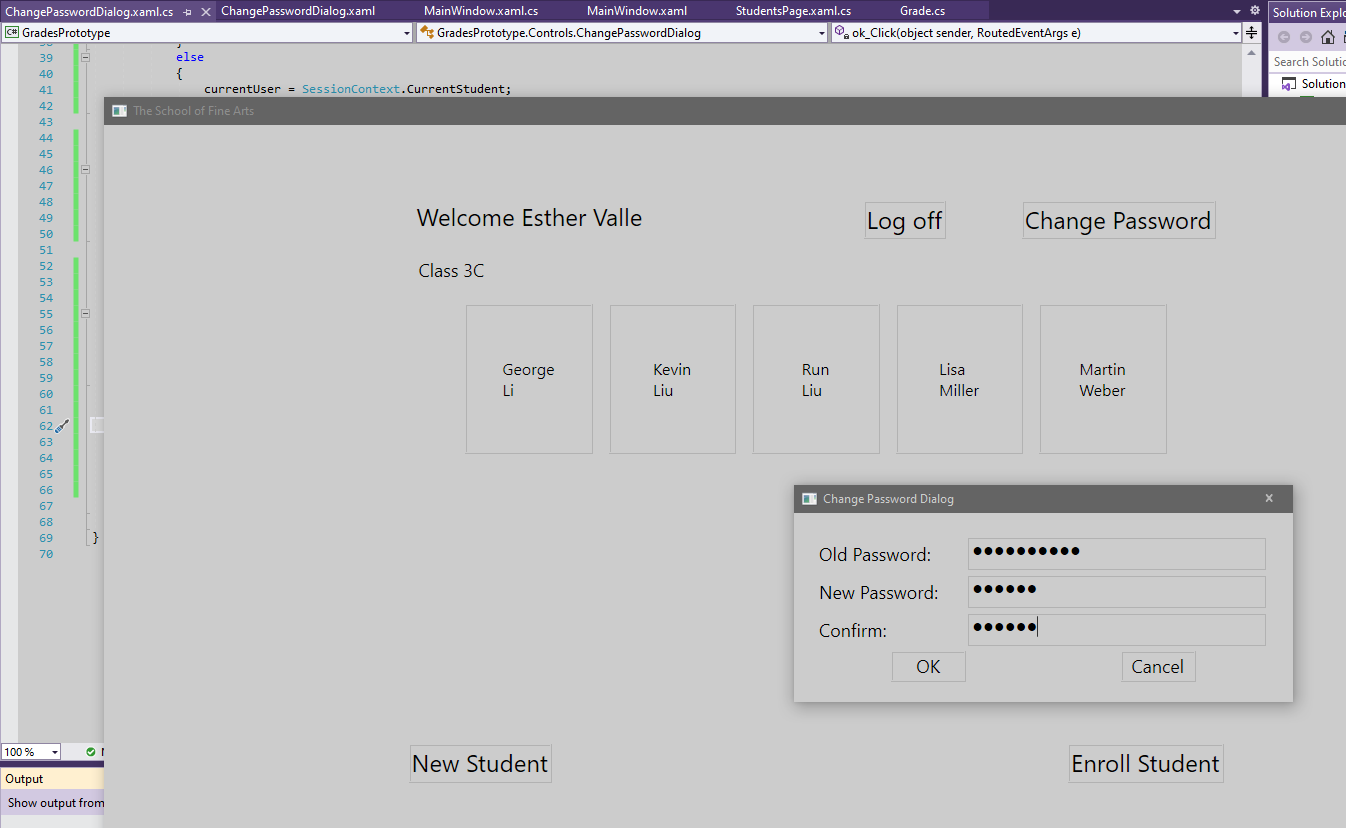 ChangePasswordDialog.xaml.cs ChangePasswordDialog.xaml MainWindow.xaml.cs MainWindow.xaml StudentsPage.xaml.cs Grade.cs Solution Explo
C# GradesPrototype GradesPrototype.Controls.ChangePasswordDialog ok_Click(object sender, RoutedEventArgs e)
39 else
40 {
41 currentUser = SessionContext.CurrentStudent;
42
43
44
45
46
47
48
49
50
51
52
53
54
55
56
57
58
59
60
61
62
63
64
65
66
67
68
69 }
70
Search Solutio
Solution
The School of Fine Arts
Welcome Esther Valle
Log off
Change Password
Class 3C
George
Li
Kevin
Liu
Run
Liu
Lisa
Miller
Martin
Weber
Change Password Dialog
Old Password: ●●●●●●●●●●
New Password: ●●●●●●
Confirm: ●●●●●●
OK
Cancel
New Student
Enroll Student
100 %
Output
Show output from